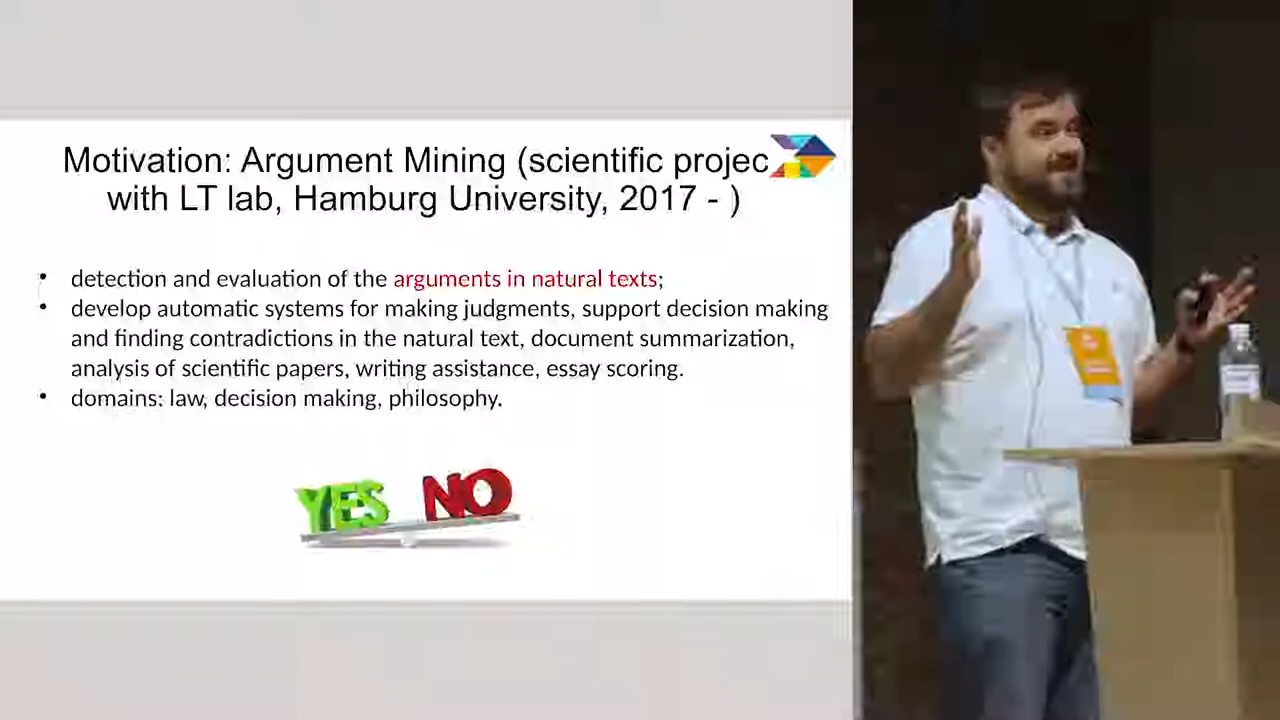 Motivation: Argument Mining (scientific projec
with LT lab, Hamburg University, 2017 - )
• detection and evaluation of the arguments in natural texts;
• develop automatic systems for making judgments, support decision making
and finding contradictions in the natural text, document summarization,
analysis of scientific papers, writing assistance, essay scoring.
• domains: law, decision making, philosophy.
YES NO